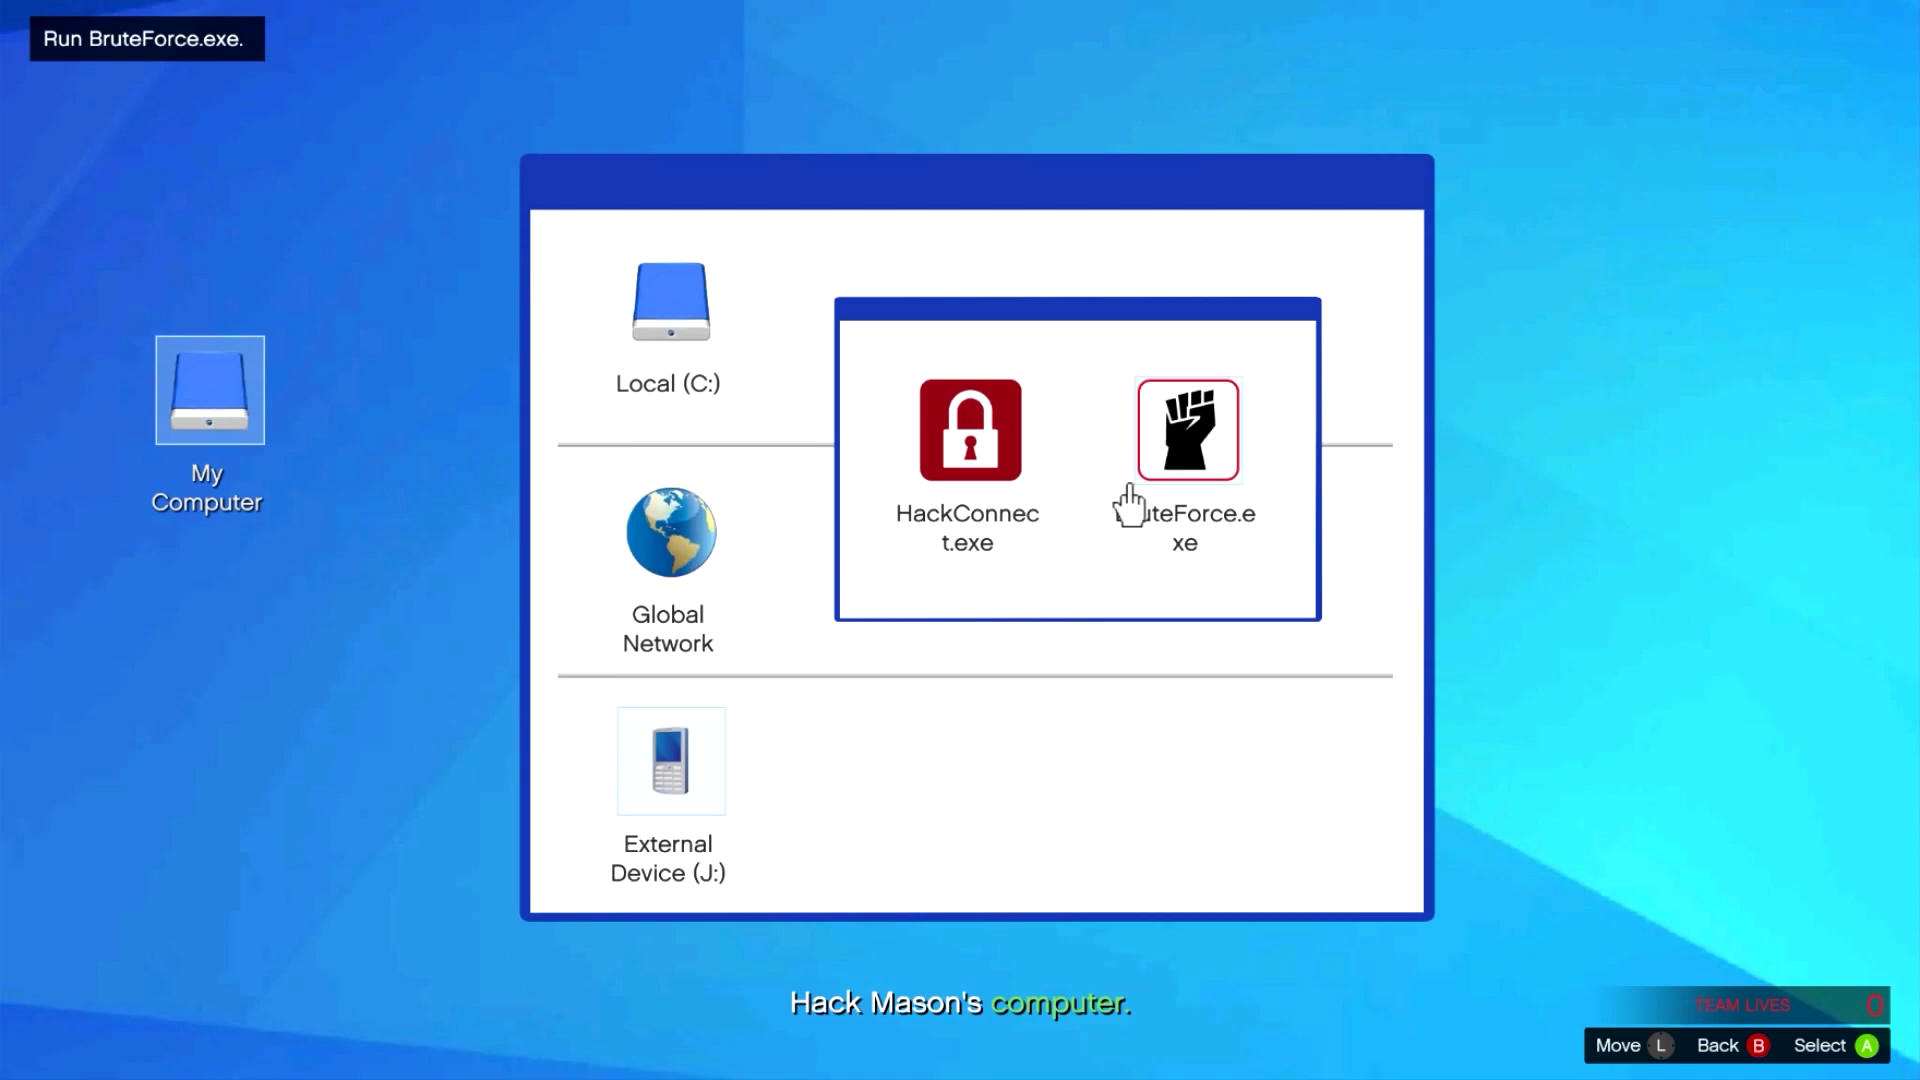 Run BruteForce.exe.
My
Computer
Local (C:)
HackConnec
t.exe
uteForce.e
xe
Global
Network
External
Device (J:)
Hack Mason's computer.
TEAM LIVES 0
Move L Back B Select A